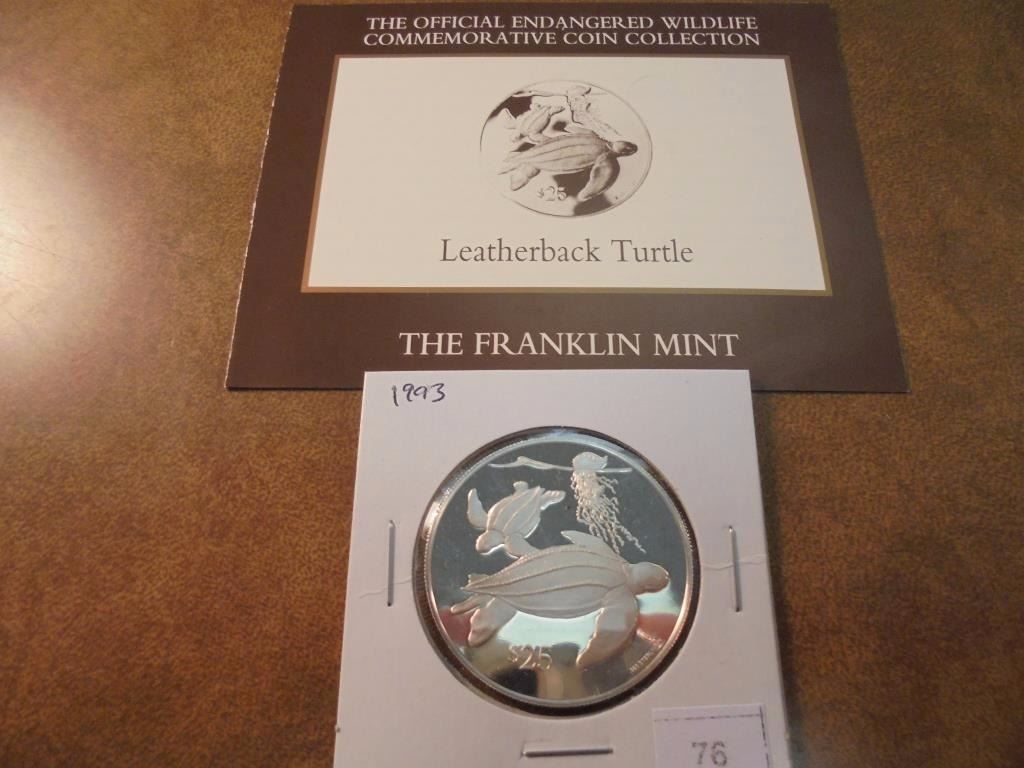 THE OFFICIAL ENDANGERED WILDLIFE
COMMEMORATIVE COIN COLLECTION
$25
Leatherback Turtle
THE FRANKLIN MINT
1993
$25
76